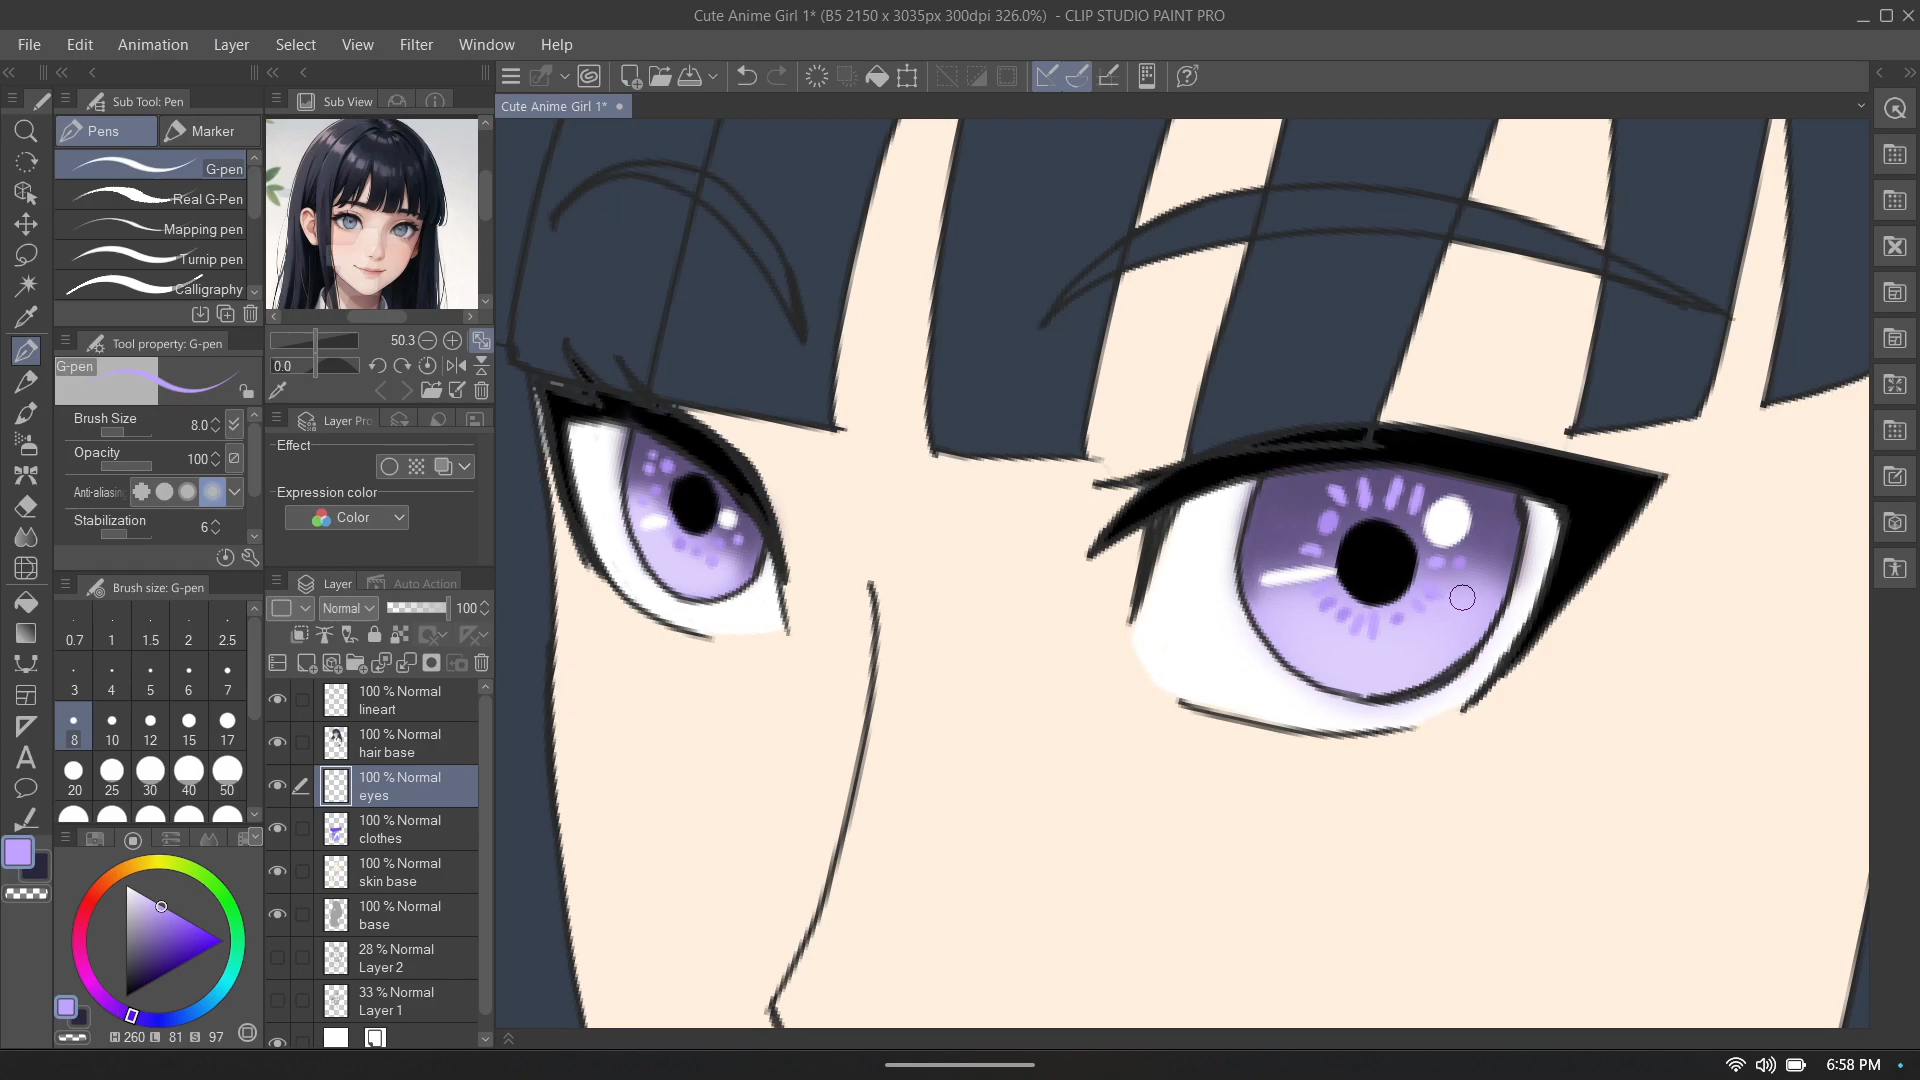 Cute Anime Girl 1* (B5 2150 x 3035px 300dpi 326.0%) - CLIP STUDIO PAINT PRO
File Edit Animation Layer Select View Filter Window Help
Sub Tool: Pen
Sub View
Cute Anime Girl 1*
Pens
Marker
G-pen
Real G-Pen
Mapping pen
Turnip pen
Calligraphy
50.3
0.0
Tool property: G-pen
G-pen
Brush Size 8.0
Opacity 100
Anti-aliasing
Stabilization 6
Layer Pro
Effect
Expression color
Color
Brush size: G-pen
0.7 1 1.5 2 2.5
3 4 5 6 7
8 10 12 15 17
20 25 30 40 50
Layer
Auto Action
Normal 100
100 % Normal
lineart
100 % Normal
hair base
100 % Normal
eyes
100 % Normal
clothes
100 % Normal
skin base
100 % Normal
base
28 % Normal
Layer 2
33 % Normal
Layer 1
H 260 L 81 S 97
6:58 PM